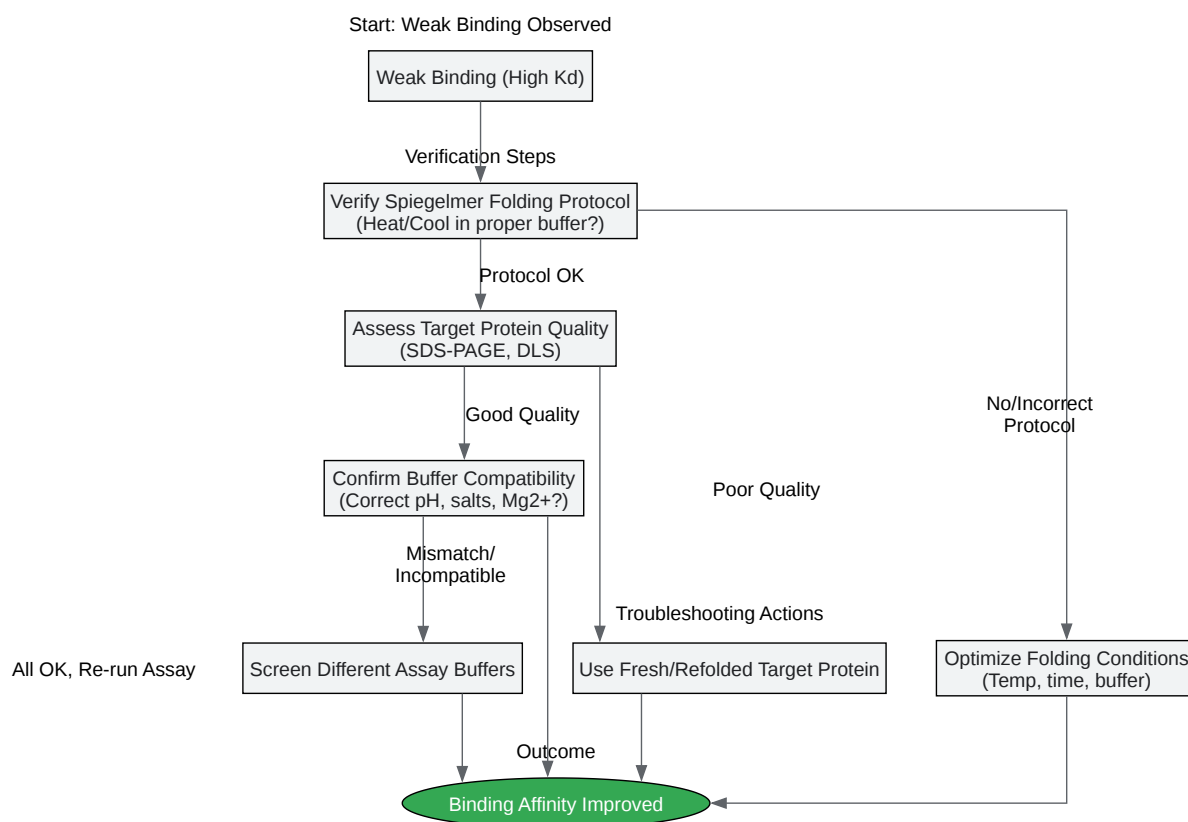 Start: Weak Binding Observed
Weak Binding (High Kd)
Verification Steps
Verify Spiegelmer Folding Protocol
(Heat/Cool in proper buffer?)
Protocol OK
Assess Target Protein Quality
(SDS-PAGE, DLS)
Good Quality
No/Incorrect
Protocol
Confirm Buffer Compatibility
(Correct pH, salts, Mg2+?)
Poor Quality
Mismatch/
Incompatible
Troubleshooting Actions
All OK, Re-run Assay
Screen Different Assay Buffers
Use Fresh/Refolded Target Protein
Optimize Folding Conditions
(Temp, time, buffer)
Outcome
Binding Affinity Improved